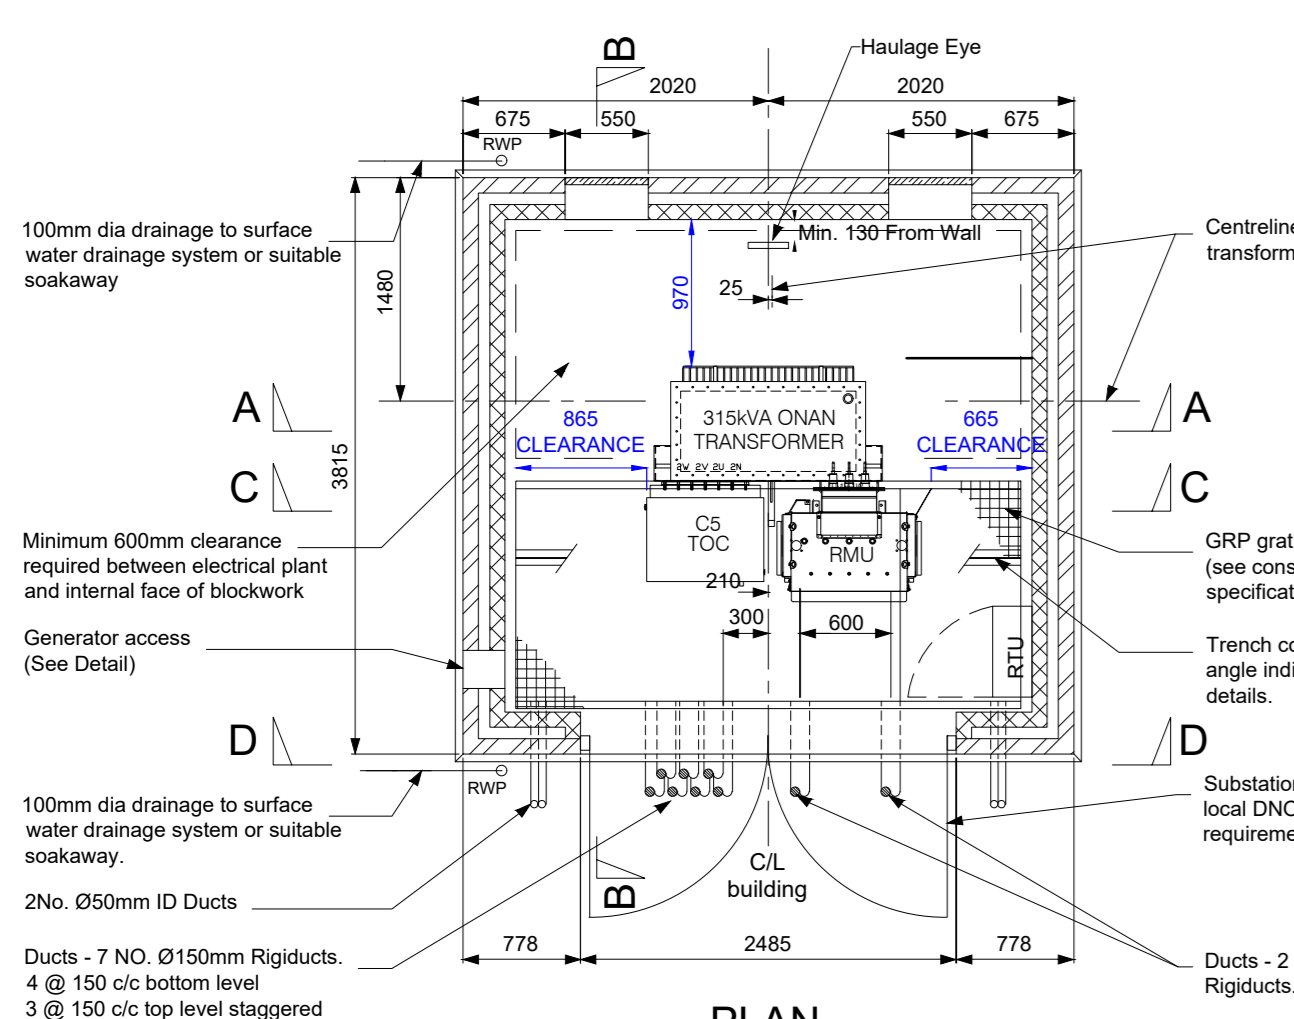 B
Haulage Eye
2020
2020
675
550
550
675
RWP
100mm dia drainage to surface
water drainage system or suitable
soakaway
Min. 130 From Wall
Centreline
transform
1480
970
25
3815
A
A
865
CLEARANCE
315kVA ONAN
TRANSFORMER
665
CLEARANCE
2W 2V 2U 2N
C
C
C5
TOC
RMU
Minimum 600mm clearance
required between electrical plant
and internal face of blockwork
GRP grat
(see cons
specificat
210
300
600
Generator access
(See Detail)
RTU
Trench co
angle indi
details.
D
D
RWP
100mm dia drainage to surface
water drainage system or suitable
soakaway.
Substation
local DNO
requireme
C/L
building
B
2No. Ø50mm ID Ducts
778
2485
778
Ducts - 7 NO. Ø150mm Rigiducts.
4 @ 150 c/c bottom level
3 @ 150 c/c top level staggered
Ducts - 2
Rigiducts.
PLAN